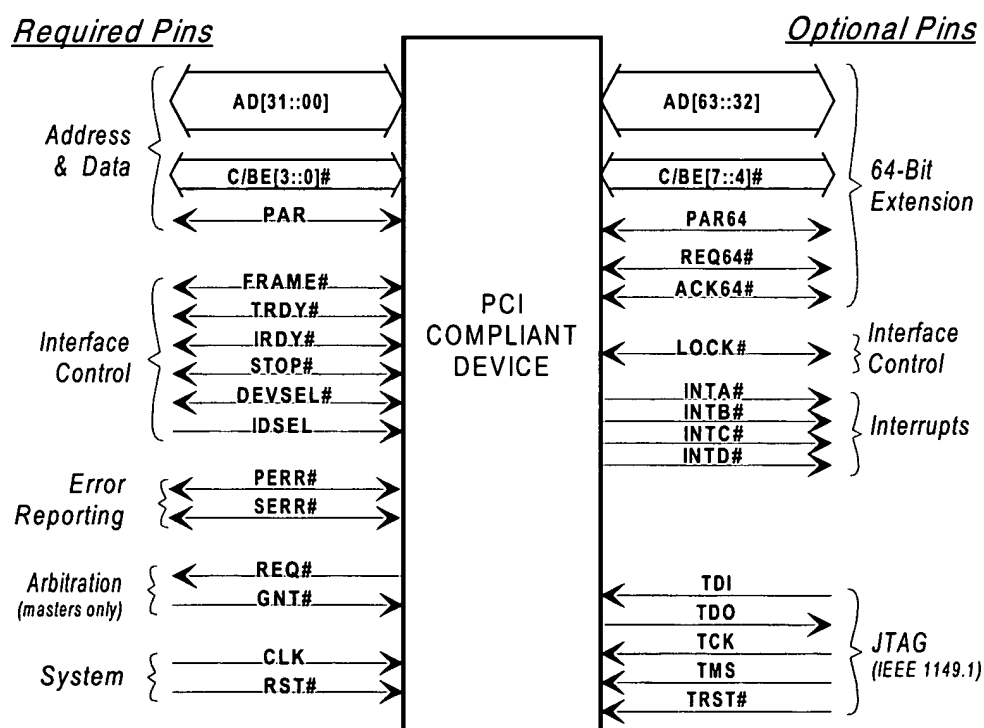 Required Pins
Optional Pins
Address
& Data
AD[31::00]
C/BE[3::0]#
PAR
Interface
Control
FRAME#
TRDY#
IRDY#
STOP#
DEVSEL#
IDSEL
Error
Reporting
PERR#
SERR#
Arbitration
(masters only)
REQ#
GNT#
System
CLK
RST#
PCI
COMPLIANT
DEVICE
AD[63::32]
C/BE[7::4]#
PAR64
REQ64#
ACK64#
64-Bit
Extension
LOCK#
Interface
Control
INTA#
INTB#
INTC#
INTD#
Interrupts
TDI
TDO
TCK
TMS
TRST#
JTAG
(IEEE 1149.1)